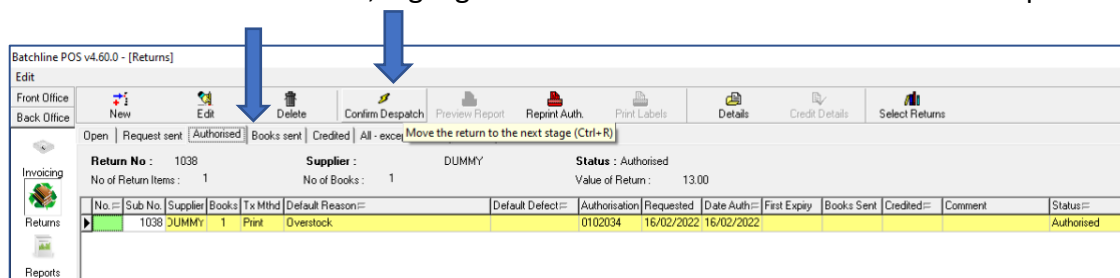 Batchline POS v4.60.0 - [Returns]
Edit
Front Office
Back Office
New Edit Delete Confirm Despatch Preview Report Reprint Auth. Print Labels Details Credit Details Select Returns
Open Request sent Authorised Books sent Credited All - excep
Move the return to the next stage (Ctrl+R)
Return No : 1038 Supplier : DUMMY Status : Authorised
No of Return Items : 1 No of Books : 1 Value of Return : 13.00
No. Sub No. Supplier Books Tx Mthd Default Reason Default Defect Authorisation Requested Date Auth First Expiry Books Sent Credited Comment Status
1038 DUMMY 1 Print Overstock 0102034 16/02/2022 16/02/2022 Authorised
Invoicing
Returns
Reports